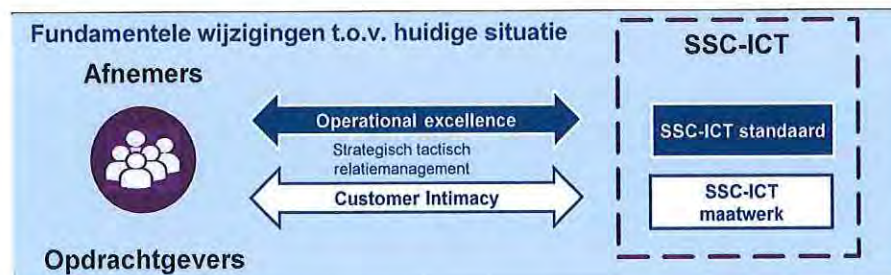 Fundamentele wijzigingen t.o.v. huidige situatie
Afnemers
Opdrachtgevers
Operational excellence
Strategisch tactisch
relatiemanagement
Customer Intimacy
SSC-ICT
SSC-ICT standaard
SSC-ICT
maatwerk